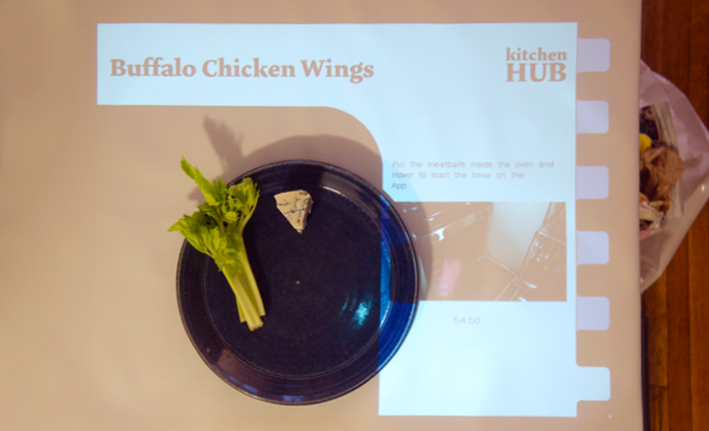 Buffalo Chicken Wings
kitchen
HUB
Put the meatballs inside the oven and
Hover to start the timer on the
App
54:50